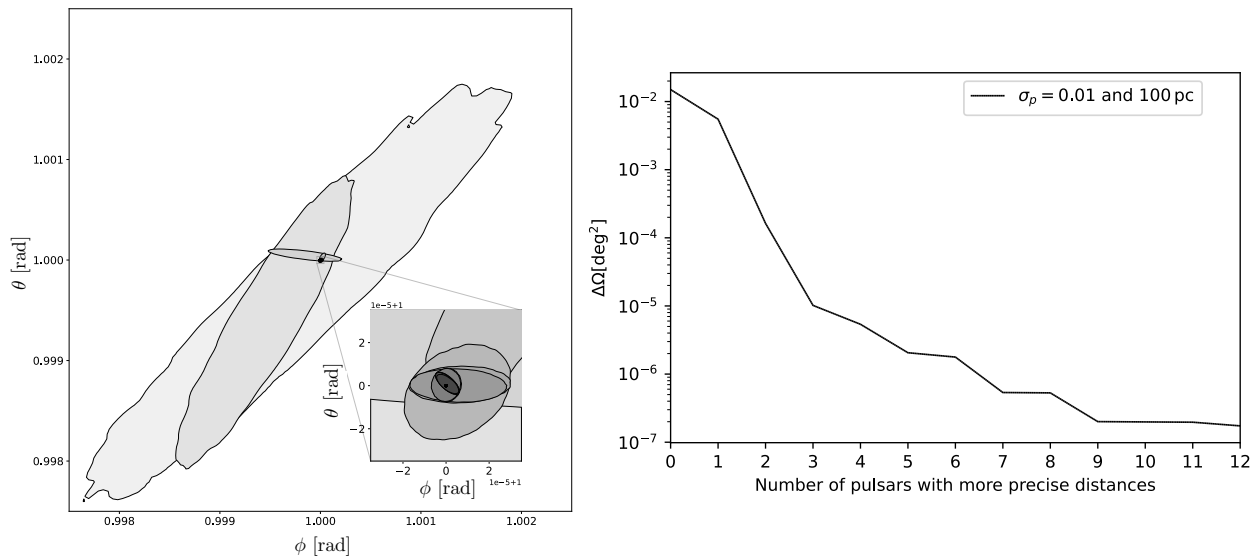 1.002
1.001
1.000
0.999
0.998
θ [rad]
0.998
0.999
1.000
1.001
1.002
ϕ [rad]
1e-5+1
2
0
−2
θ [rad]
−2
0
2
1e-5+1
ϕ [rad]
σp = 0.01 and 100 pc
10−2
10−3
10−4
10−5
10−6
10−7
ΔΩ[deg2]
0 1 2 3 4 5 6 7 8 9 10 11 12
Number of pulsars with more precise distances